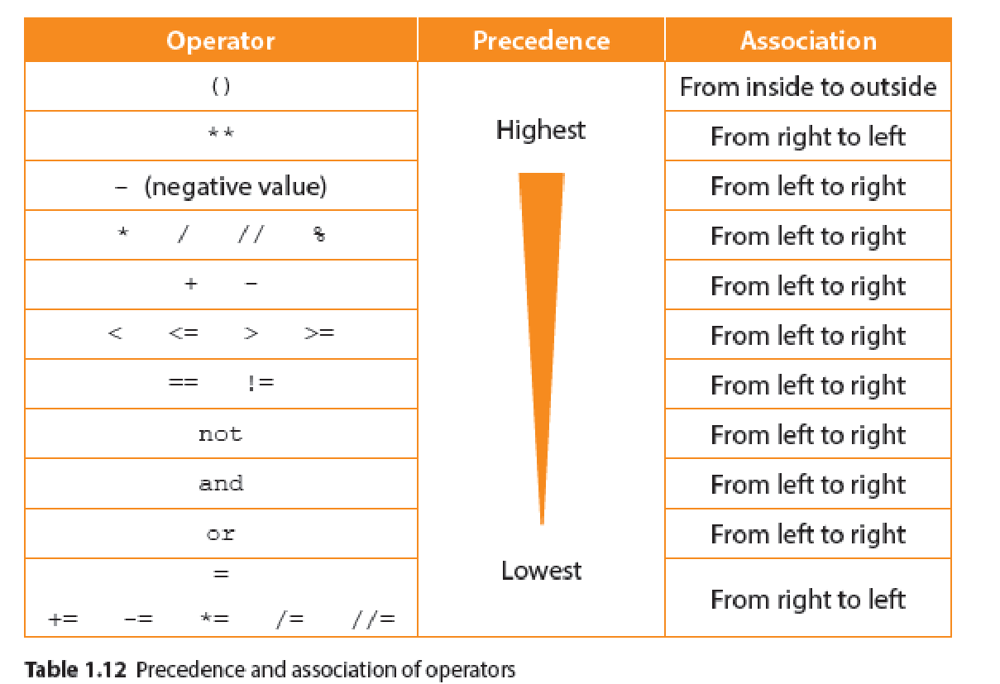 Operator Precedence Association
() From inside to outside
** Highest From right to left
- (negative value) From left to right
* / // % From left to right
+ - From left to right
< <= > >= From left to right
== != From left to right
not From left to right
and From left to right
or From left to right
= Lowest
+= -= *= /= //= From right to left
Table 1.12 Precedence and association of operators